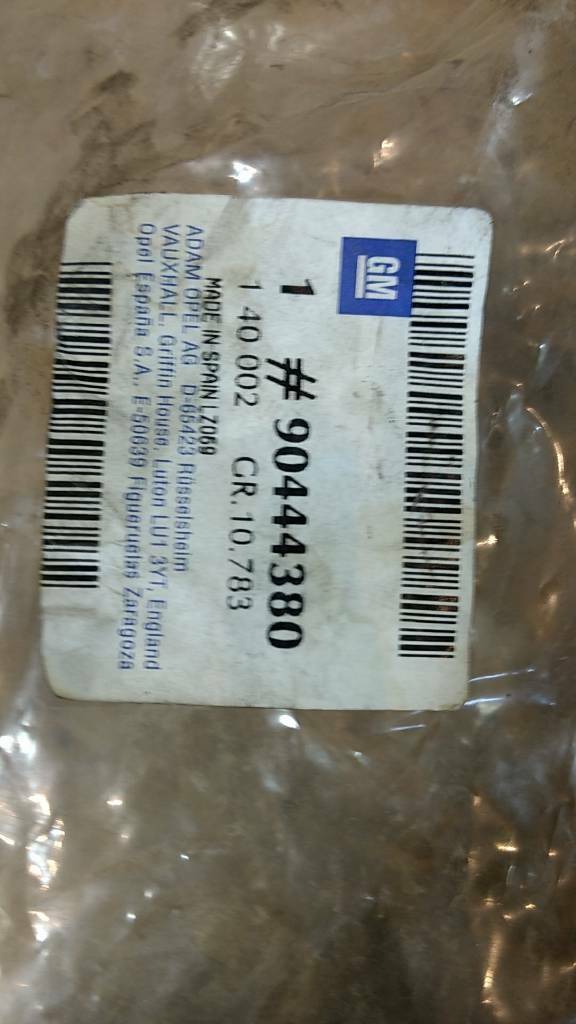 GM
1 # 90444380
1 40 002 CR.10.783
MADE IN SPAIN LZ069
ADAM OPEL AG D-65423 Rüsselsheim
VAUXHALL, Griffin House, Luton LU1 3YT, England
Opel España S.A., E-50639 Figueruelas Zaragoza